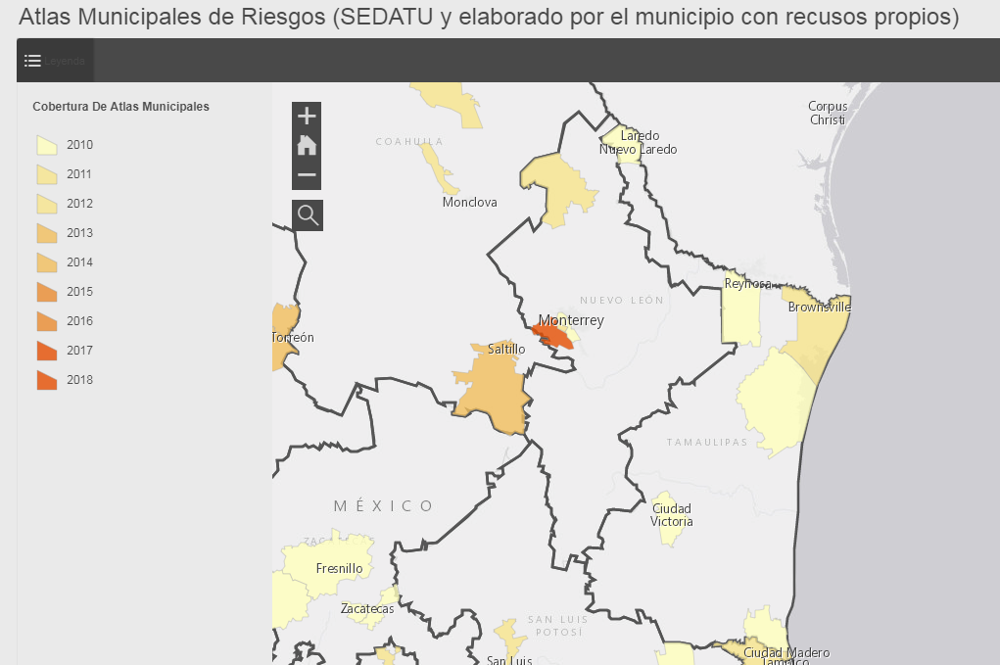 Atlas Municipales de Riesgos (SEDATU y elaborado por el municipio con recusos propios)
Leyenda
Cobertura De Atlas Municipales
2010
2011
2012
2013
2014
2015
2016
2017
2018
Corpus
Christi
Laredo
Nuevo Laredo
COAHUILA
Monclova
NUEVO LEÓN
Reynosa
Brownsville
Monterrey
Torreón
Saltillo
TAMAULIPAS
MÉXICO
Ciudad
Victoria
Fresnillo
Zacatecas
SAN LUIS
POTOSÍ
San Luis
Ciudad Madero
Tampico